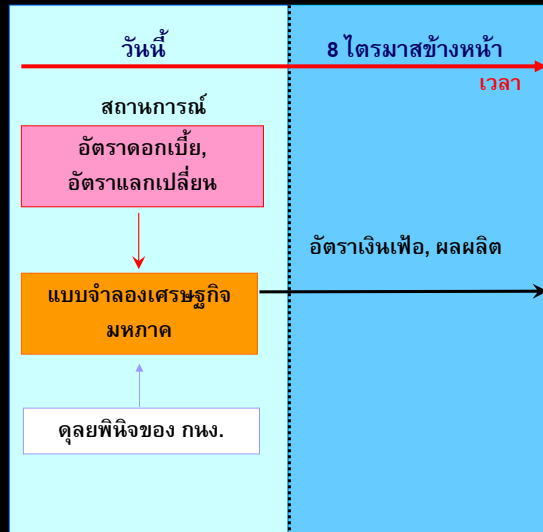 วันนี้
8 ไตรมาสข้างหน้า
เวลา
สถานการณ์
อัตราดอกเบี้ย,
อัตราแลกเปลี่ยน
อัตราเงินเฟ้อ, ผลผลิต
แบบจำลองเศรษฐกิจ
มหภาค
ดุลยพินิจของ กนง.